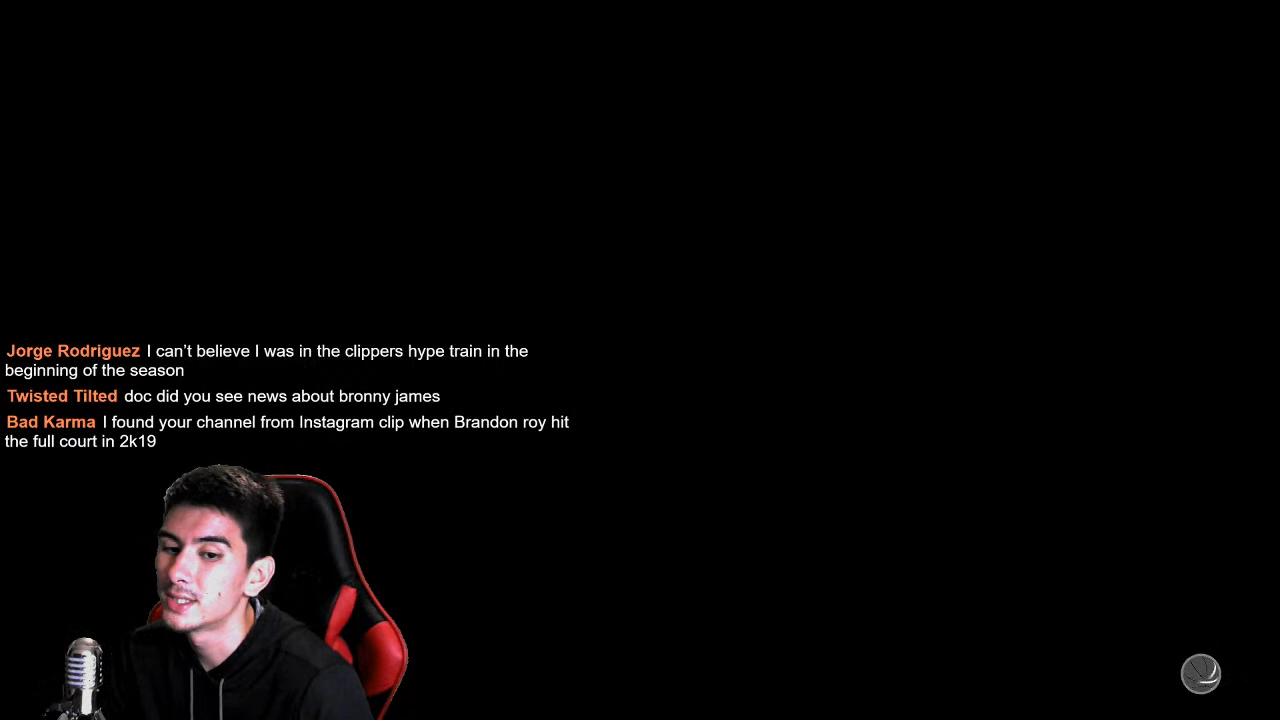 Jorge Rodriguez I can’t believe I was in the clippers hype train in the
beginning of the season
Twisted Tilted doc did you see news about bronny james
Bad Karma I found your channel from Instagram clip when Brandon roy hit
the full court in 2k19